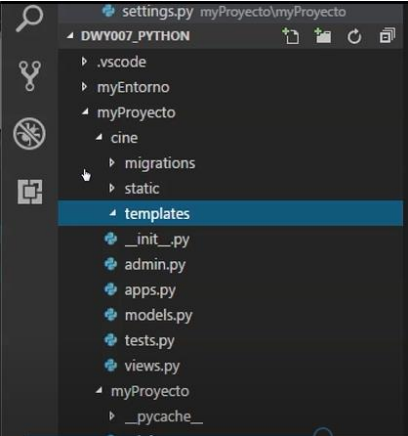 settings.py myProyecto\myProyecto
DWY007_PYTHON
.vscode
myEntorno
myProyecto
cine
migrations
static
templates
__init__.py
admin.py
apps.py
models.py
tests.py
views.py
myProyecto
__pycache__